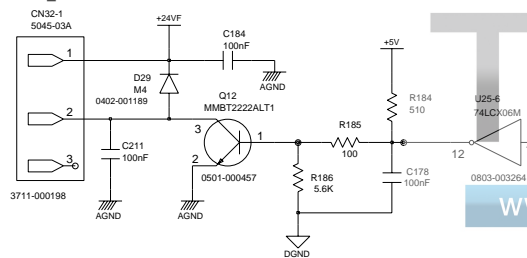 CN32-1
5045-03A
+24VF
C184
100nF
AGND
+5V
1
D29
M4
0402-001189
Q12
MMBT2222ALT1
R184
510
U25-6
74LCX06M
2
3
1
R185
100
12
C211
100nF
3
2
0501-000457
R186
5.6K
C178
100nF
0803-003264
3711-000198
AGND
AGND
DGND